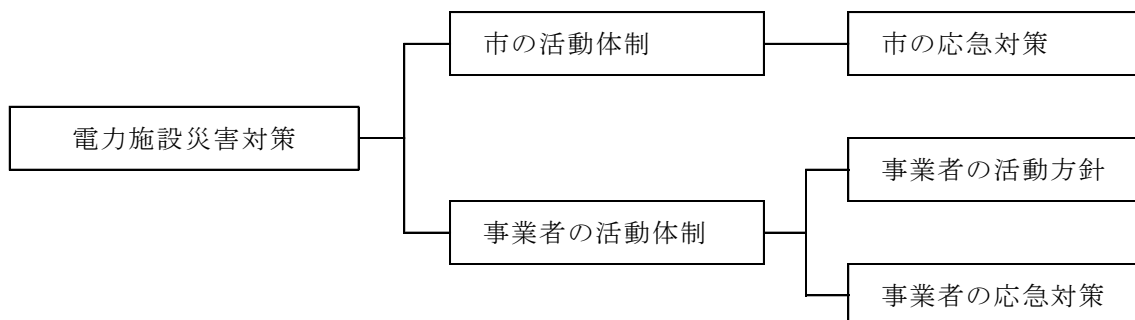 電力施設災害対策
市の活動体制
市の応急対策
事業者の活動体制
事業者の活動方針
事業者の応急対策